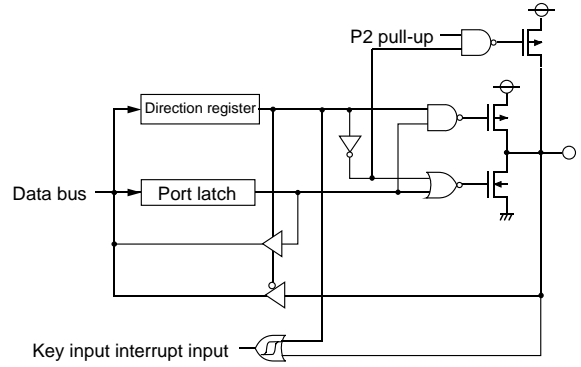 P2 pull-up
Direction register
Data bus
Port latch
Key input interrupt input